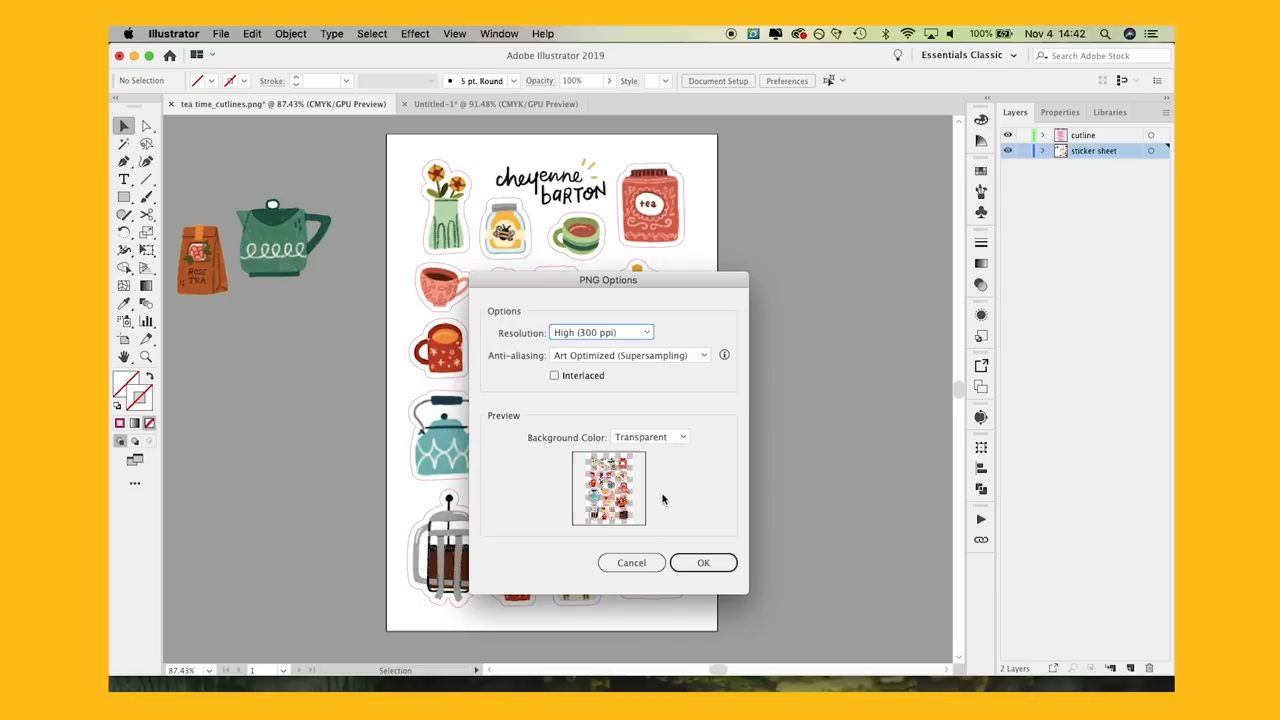 Illustrator File Edit Object Type Select Effect View Window Help 100% Nov 4 14:42
Adobe Illustrator 2019 Essentials Classic Search Adobe Stock
No Selection Stroke: 5 pt. Round Opacity: 100% Style: Document Setup Preferences
tea time_cutlines.png* @ 87.43% (CMYK/GPU Preview) Untitled-1* @ 91.48% (CMYK/GPU Preview)
Layers Properties Libraries
cutline
sticker sheet
cheyenne
BARTON
tea
ROSE
TEA
PNG Options
Options
Resolution: High (300 ppi)
Anti-aliasing: Art Optimized (Supersampling)
Interlaced
Preview
Background Color: Transparent
Cancel OK
87.43% 1 Selection 2 Layers